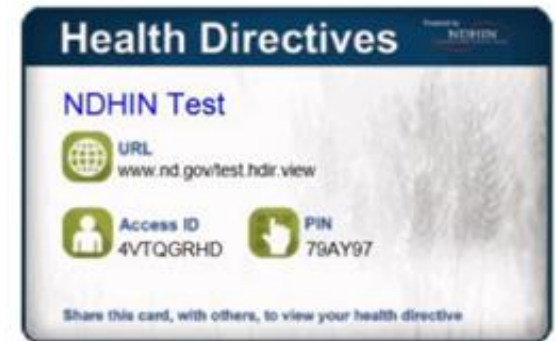 Health Directives
NDHIN
NDHIN Test
URL
www.nd.gov/test.hdir.view
Access ID
4VTQGRHD
PIN
79AY97
Share this card, with others, to view your health directive